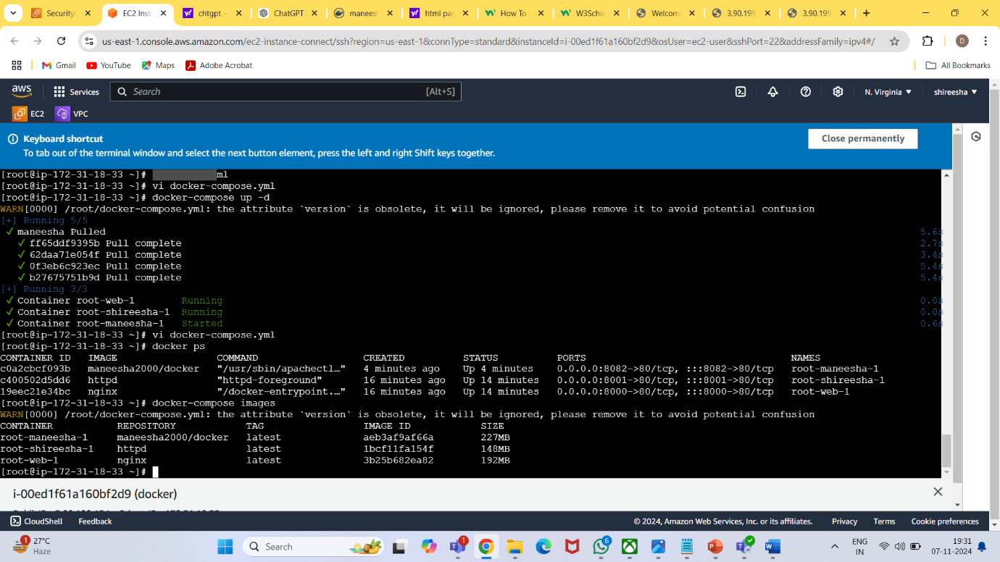 SecurityG
EC2 Inst
chtgpt -
ChatGPT
maneesh
html pag
How To
W3Scho
Welcom
3.90.199
3.90.199
us-east-1.console.aws.amazon.com/ec2-instance-connect/ssh?region=us-east-1&connType=standard&instanceId=i-00ed1f61a160bf2d9&osUser=ec2-user&sshPort=22&addressFamily=ipv4#/
D
Gmail YouTube Maps Adobe Acrobat All Bookmarks
aws Services Search [Alt+S] N. Virginia shireesha
EC2 VPC
Keyboard shortcut
To tab out of the terminal window and select the next button element, press the left and right Shift keys together.
Close permanently
[root@ip-172-31-18-33 ~]# ml
[root@ip-172-31-18-33 ~]# vi docker-compose.yml
[root@ip-172-31-18-33 ~]# docker-compose up -d
WARN[0000] /root/docker-compose.yml: the attribute `version` is obsolete, it will be ignored, please remove it to avoid potential confusion
[+] Running 5/5
✓ maneesha Pulled 5.6s
✓ ff65ddf9395b Pull complete 2.7s
✓ 62daa71e054f Pull complete 3.4s
✓ 0f3eb6c923ec Pull complete 5.4s
✓ b27675751b9d Pull complete 5.4s
[+] Running 3/3
✓ Container root-web-1 Running 0.0s
✓ Container root-shireesha-1 Running 0.0s
✓ Container root-maneesha-1 Started 0.6s
[root@ip-172-31-18-33 ~]# vi docker-compose.yml
[root@ip-172-31-18-33 ~]# docker ps
CONTAINER ID IMAGE COMMAND CREATED STATUS PORTS NAMES
c0a2cbcf093b maneesha2000/docker "/usr/sbin/apachectl…" 4 minutes ago Up 4 minutes 0.0.0.0:8082->80/tcp, :::8082->80/tcp root-maneesha-1
c400502d5dd6 httpd "httpd-foreground" 16 minutes ago Up 14 minutes 0.0.0.0:8001->80/tcp, :::8001->80/tcp root-shireesha-1
19eec21e34bc nginx "/docker-entrypoint.…" 16 minutes ago Up 14 minutes 0.0.0.0:8000->80/tcp, :::8000->80/tcp root-web-1
[root@ip-172-31-18-33 ~]# docker-compose images
WARN[0000] /root/docker-compose.yml: the attribute `version` is obsolete, it will be ignored, please remove it to avoid potential confusion
CONTAINER REPOSITORY TAG IMAGE ID SIZE
root-maneesha-1 maneesha2000/docker latest aeb3af9af66a 227MB
root-shireesha-1 httpd latest 1bcf11fa154f 148MB
root-web-1 nginx latest 3b25b682ea82 192MB
[root@ip-172-31-18-33 ~]#
i-00ed1f61a160bf2d9 (docker)
CloudShell Feedback © 2024, Amazon Web Services, Inc. or its affiliates. Privacy Terms Cookie preferences
1 27°C
Haze
Search
1
6
ENG
IN
19:31
07-11-2024